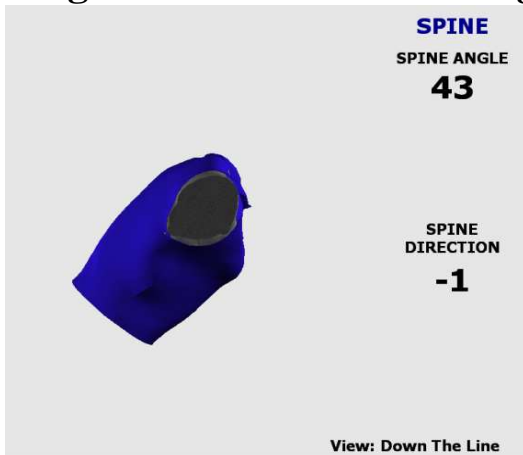 SPINE
SPINE ANGLE
43
SPINE
DIRECTION
-1
View: Down The Line